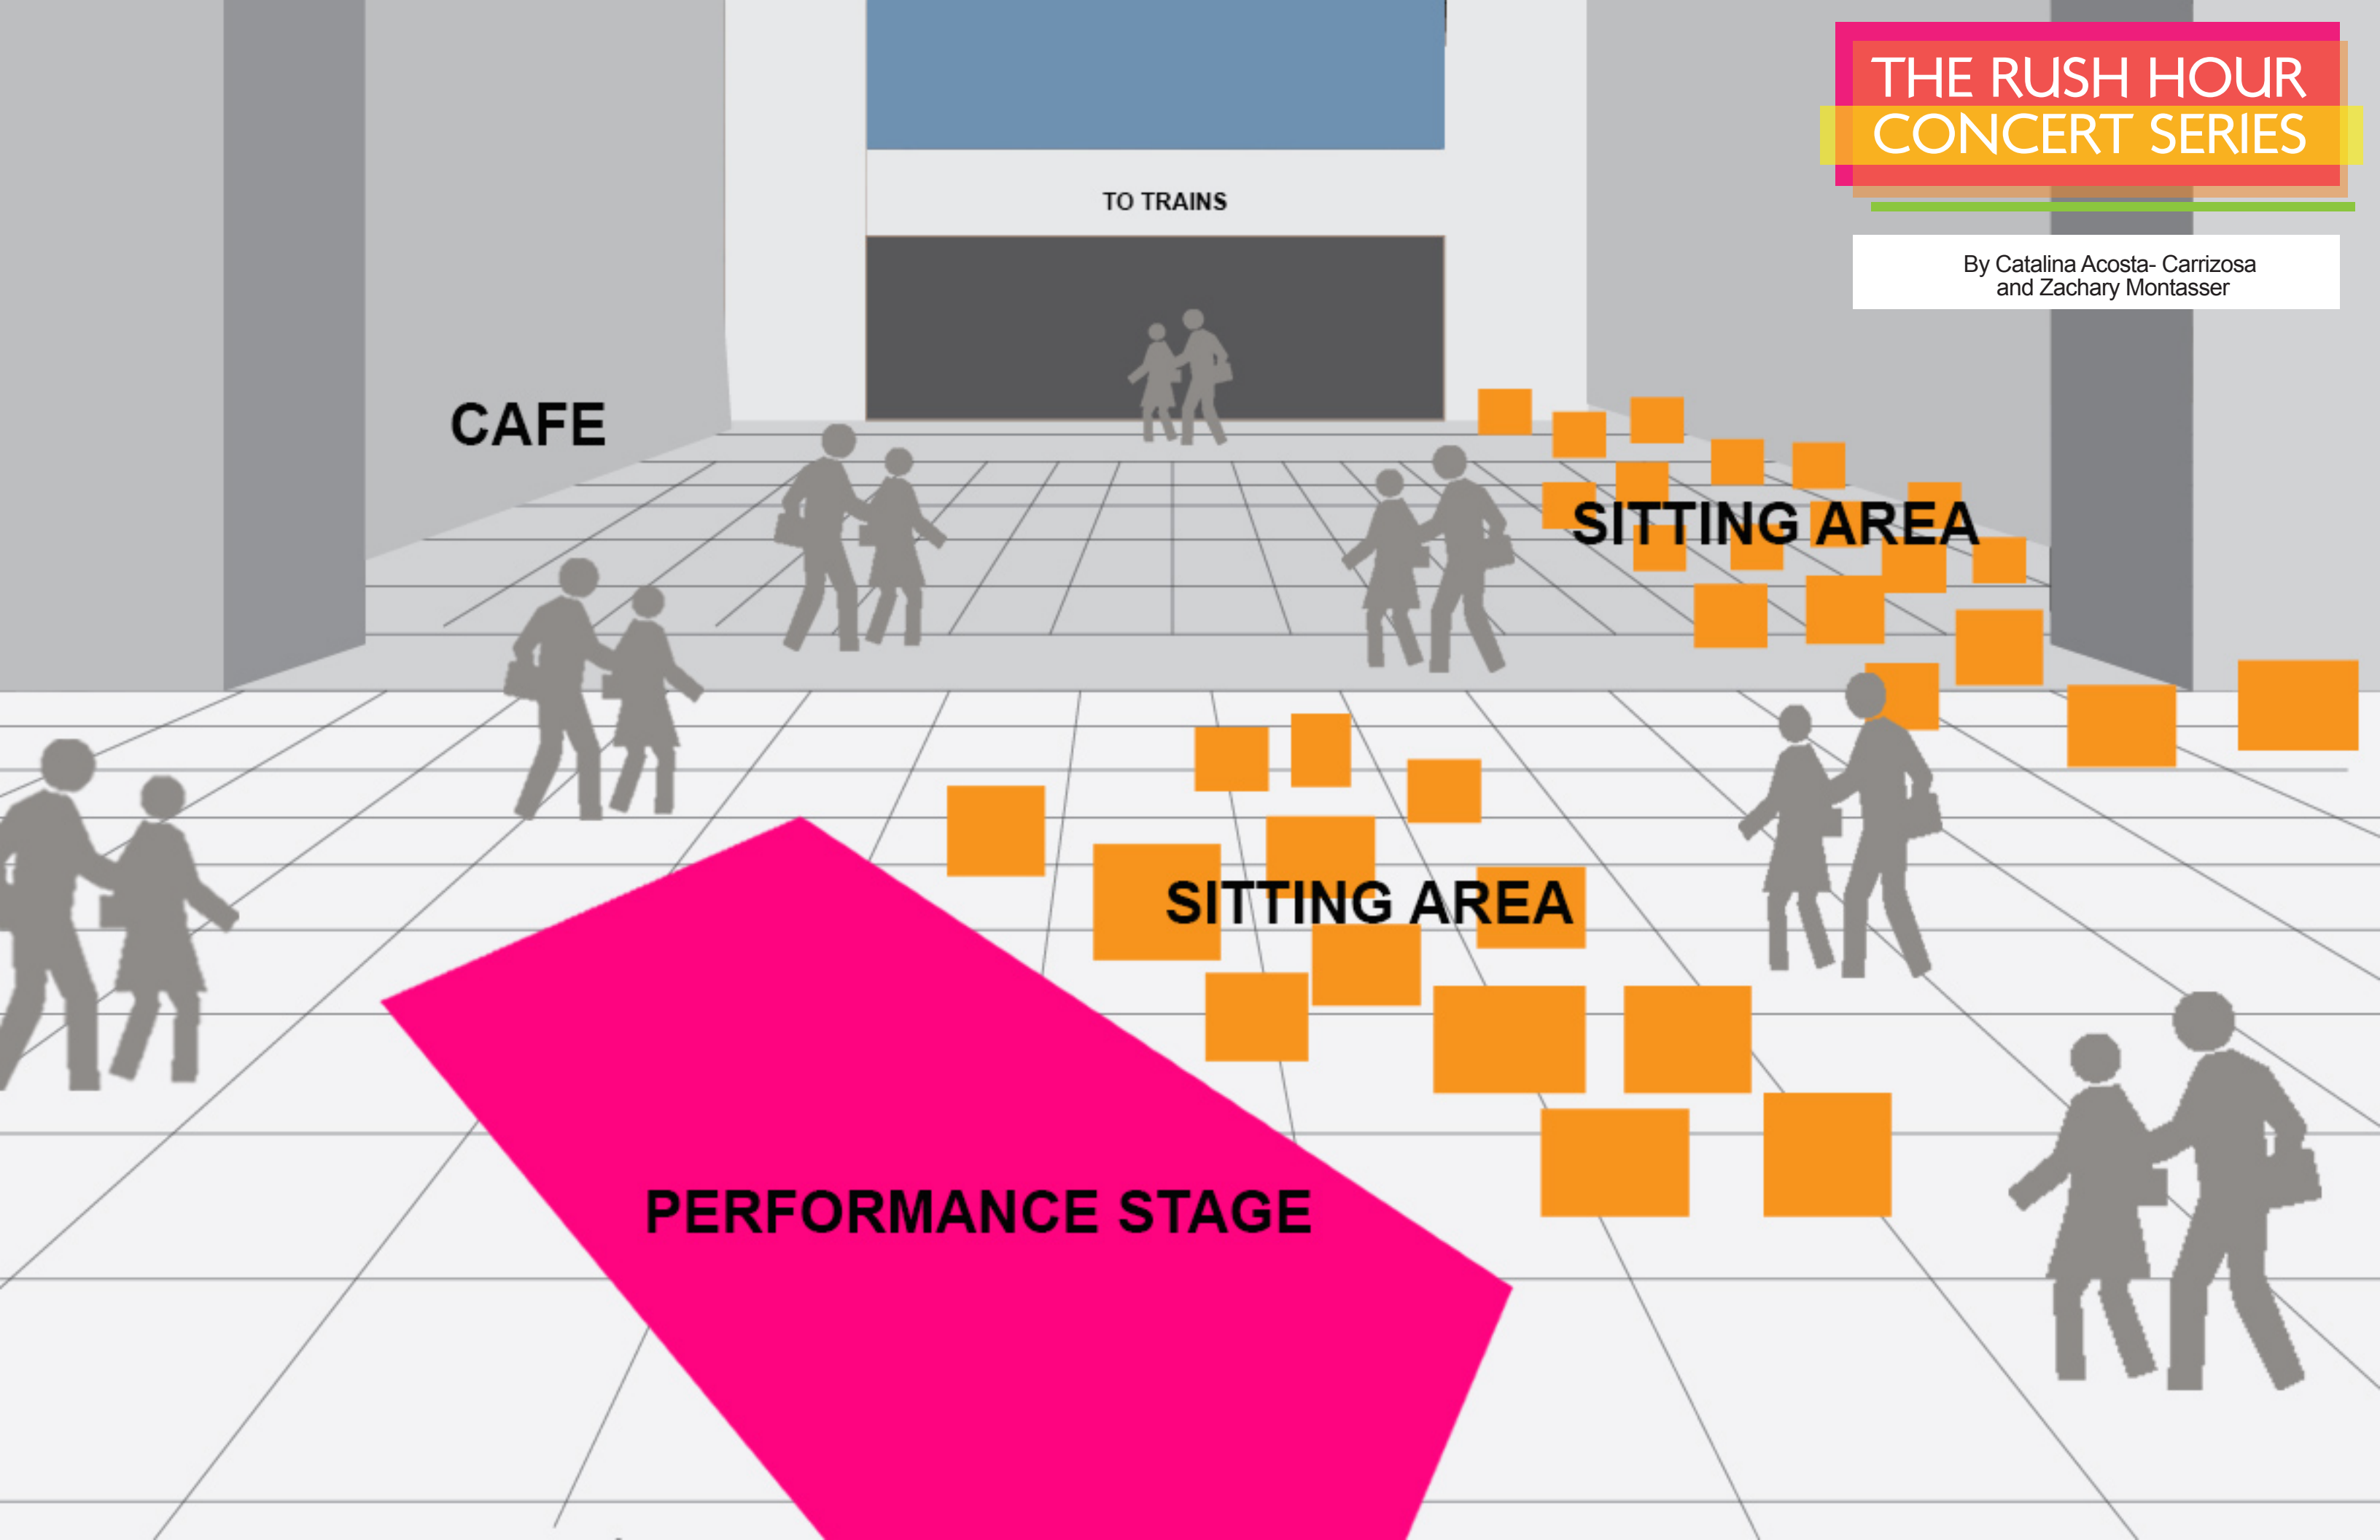 THE RUSH HOUR
CONCERT SERIES
By Catalina Acosta- Carrizosa
and Zachary Montasser
TO TRAINS
CAFE
SITTING AREA
SITTING AREA
PERFORMANCE STAGE